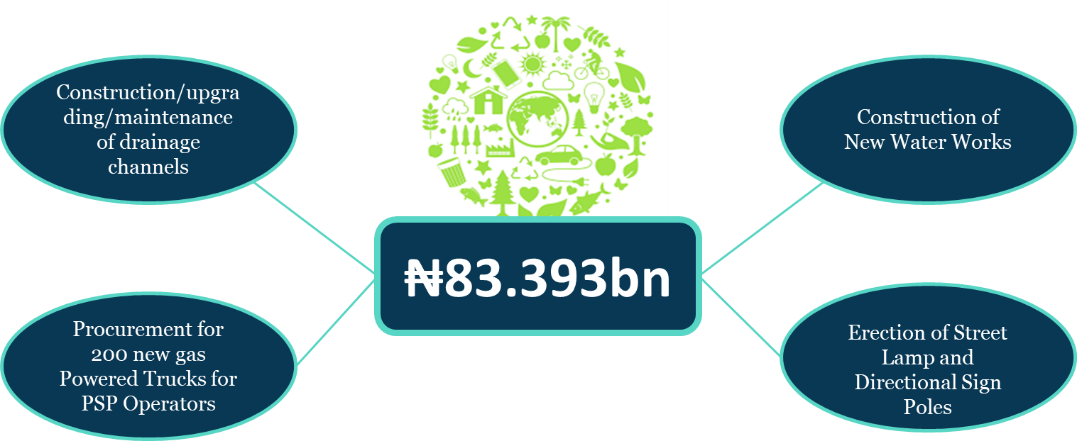 Construction/upgra
ding/maintenance
of drainage
channels
Construction of
New Water Works
₦83.393bn
Procurement for
200 new gas
Powered Trucks for
PSP Operators
Erection of Street
Lamp and
Directional Sign
Poles